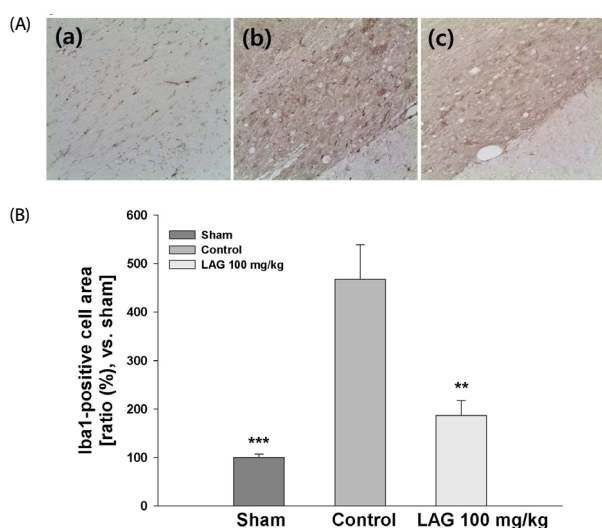 (A)
(a)
(b)
(c)
(B)
Iba1-positive cell area
[ratio (%), vs. sham]
600
500
400
300
200
100
0
Sham
Control
LAG 100 mg/kg
***
**
Sham
Control
LAG 100 mg/kg